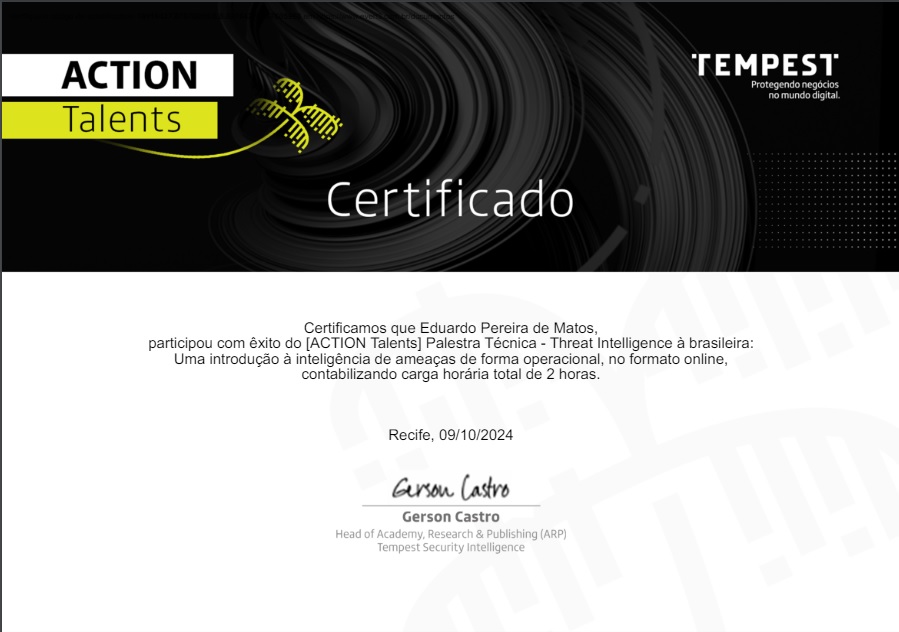 ACTION
Talents
TEMPEST
Protegendo negócios
no mundo digital.
Certificado
Certificamos que Eduardo Pereira de Matos,
participou com êxito do [ACTION Talents] Palestra Técnica - Threat Intelligence à brasileira:
Uma introdução à inteligência de ameaças de forma operacional, no formato online,
contabilizando carga horária total de 2 horas.
Recife, 09/10/2024
Gerson Castro
Gerson Castro
Head of Academy, Research & Publishing (ARP)
Tempest Security Intelligence